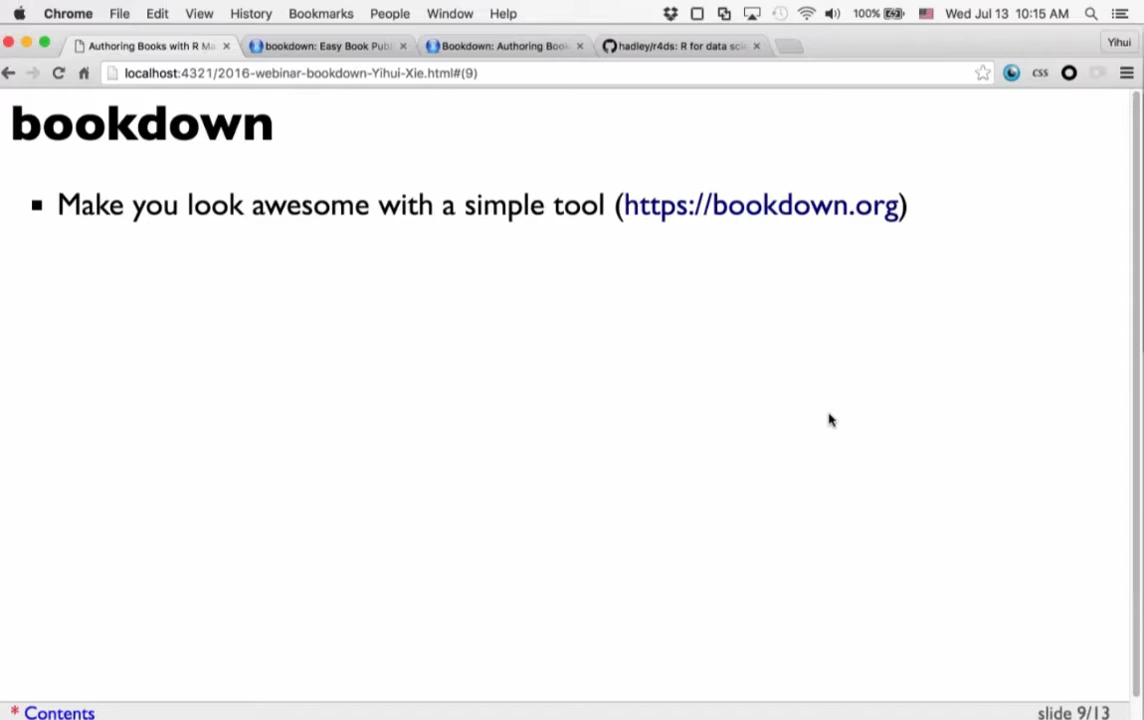 Chrome File Edit View History Bookmarks People Window Help 100% Wed Jul 13 10:15 AM
Authoring Books with R Ma bookdown: Easy Book Pub Bookdown: Authoring Boo hadley/r4ds: R for data sci Yihui
localhost:4321/2016-webinar-bookdown-Yihui-Xie.html#(9) css
bookdown
Make you look awesome with a simple tool (https://bookdown.org)
* Contents slide 9/13